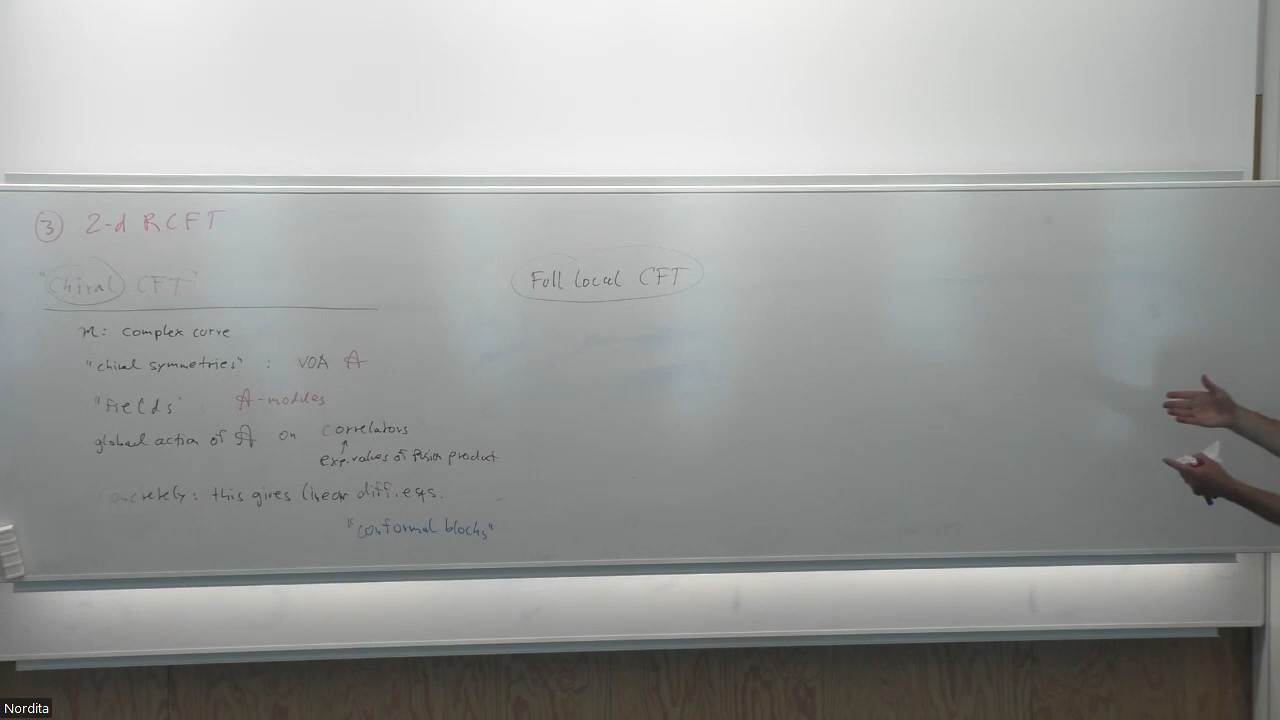 ③ 2-d RCFT
"Chiral CFT"
Full local CFT
M: complex curve
"chiral symmetries" : VOA A
"Fields" A-modules
global action of A on correlators
↑
exp. values of fusion product
concretely: this gives linear diff. eqs.
"conformal blocks"
Nordita